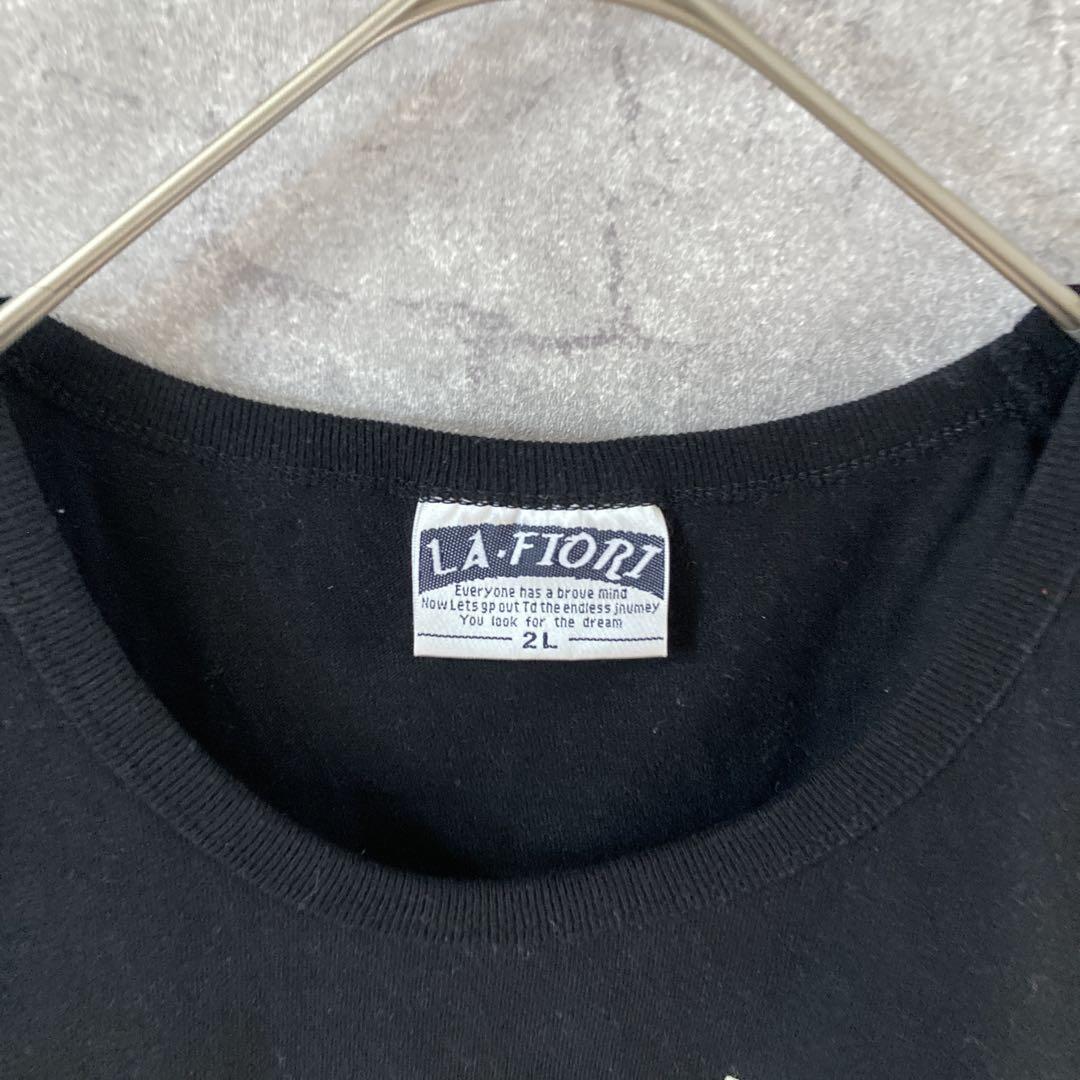 LA·FIORI
Everyone has a brove mind
Now Lets gp out Td the endless jnumey
You look for the dream
2L